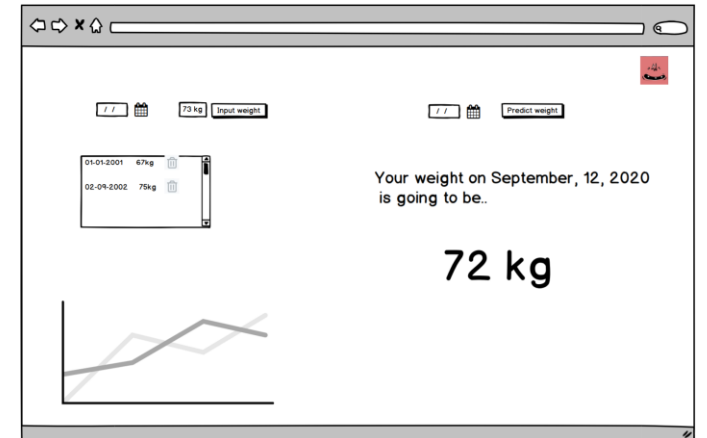 / /
73 kg
Input weight
/ /
Predict weight
01-01-2001 67kg
02-09-2002 75kg
Your weight on September, 12, 2020
is going to be..
72 kg